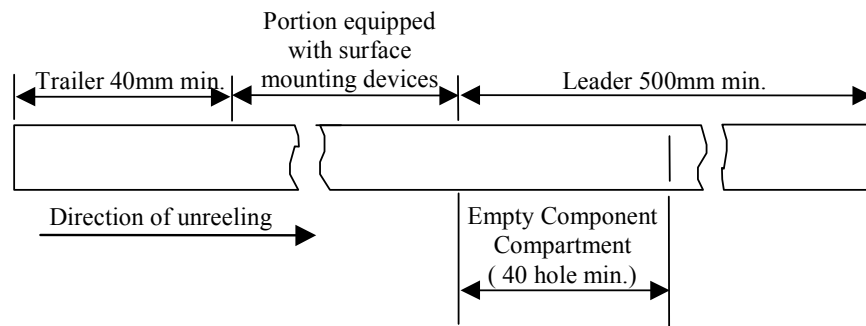 Portion equipped
with surface
mounting devices
Trailer 40mm min.
Leader 500mm min.
Direction of unreeling
Empty Component
Compartment
( 40 hole min.)